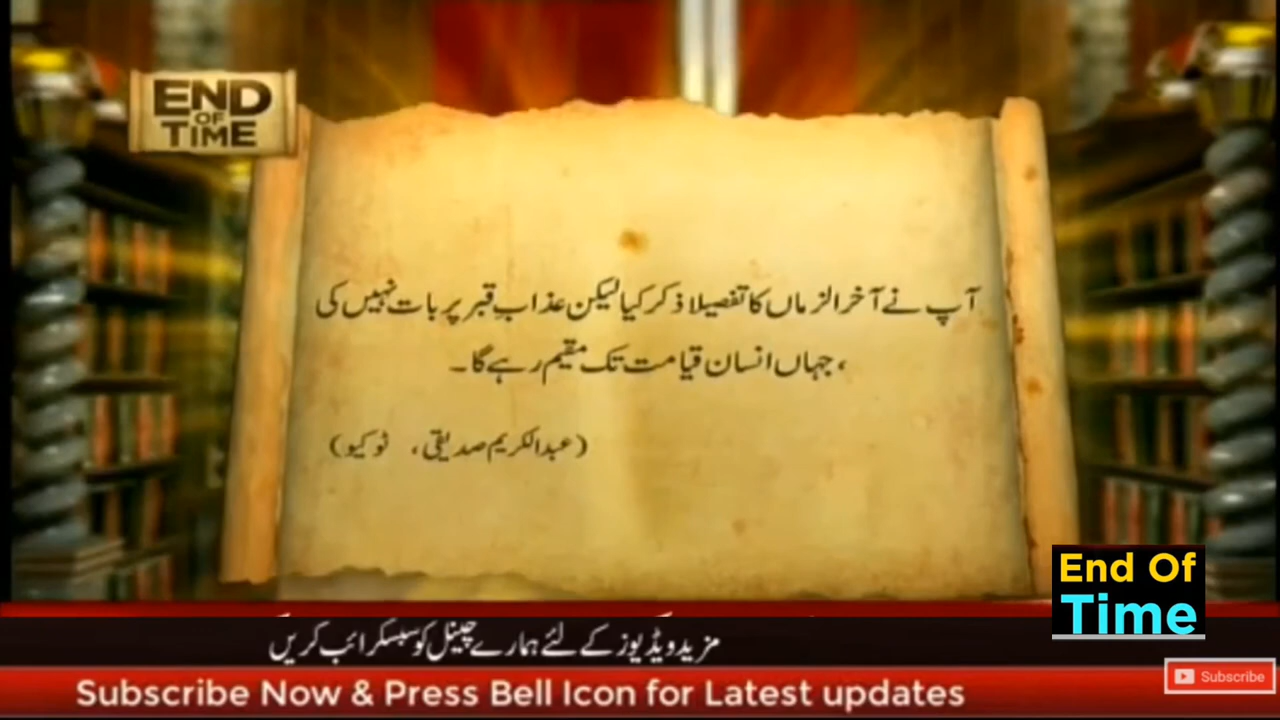 END
OF
TIME
آپ نے آخر الزماں کا تفصیلا ذکر کیا لیکن عذابِ قبر پر بات نہیں کی
، جہاں انسان قیامت تک مقیم رہے گا ۔
(عبدالکریم صدیقی ، ٹوکیو)
End Of
Time
مزید ویڈیوز کے لئے ہمارے چینل کو سبسکرائب کریں
Subscribe
Subscribe Now & Press Bell Icon for Latest updates